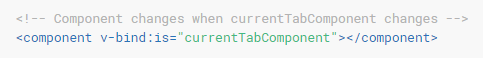 <!-- Component changes when currentTabComponent changes -->
<component v-bind:is="currentTabComponent"></component>